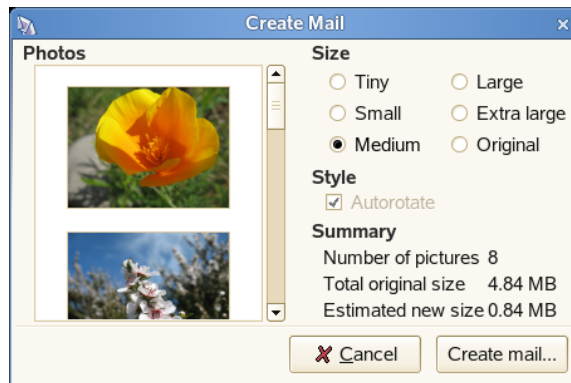 Create Mail
Photos
Size
Tiny
Large
Small
Extra large
Medium
Original
Style
Autorotate
Summary
Number of pictures 8
Total original size 4.84 MB
Estimated new size 0.84 MB
Cancel
Create mail...